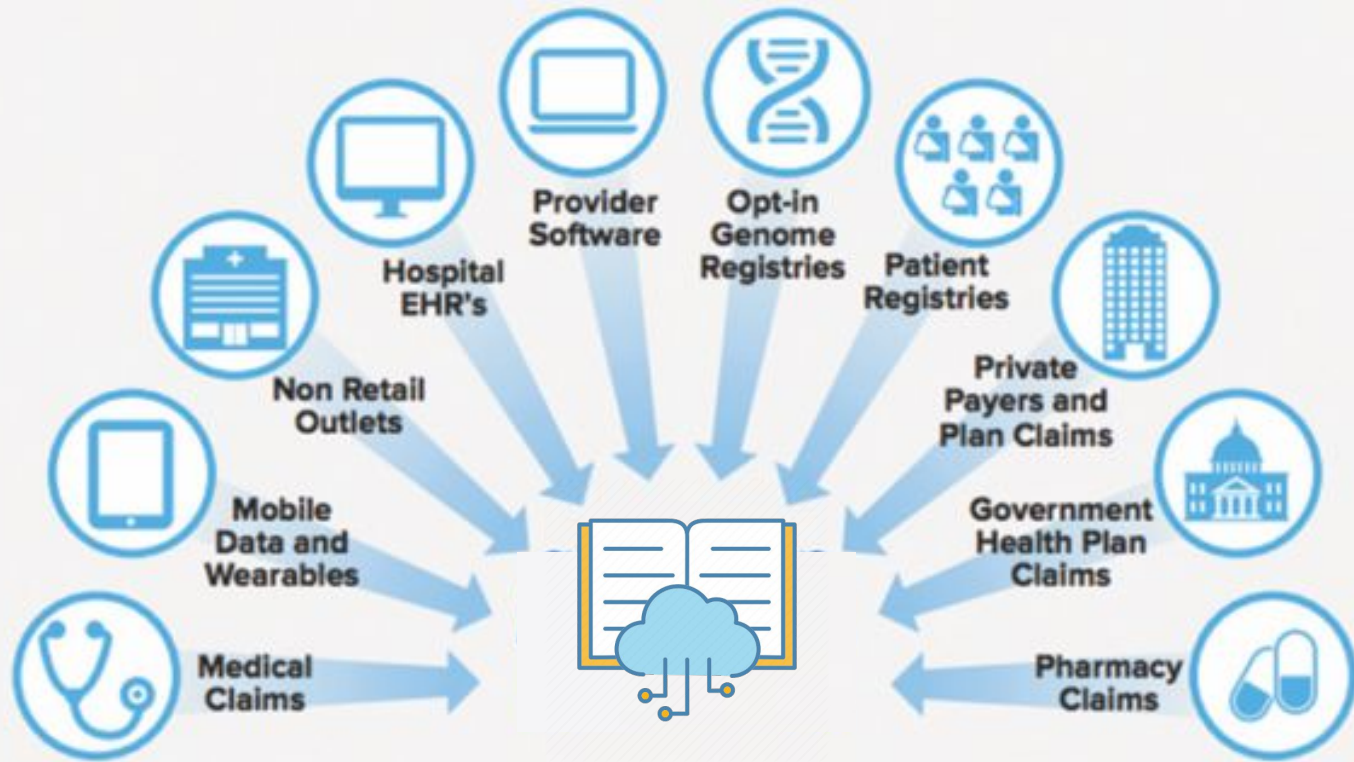 Provider
Software
Opt-in
Genome
Registries
Hospital
EHR's
Patient
Registries
Non Retail
Outlets
Private
Payers and
Plan Claims
Mobile
Data and
Wearables
Government
Health Plan
Claims
Medical
Claims
Pharmacy
Claims